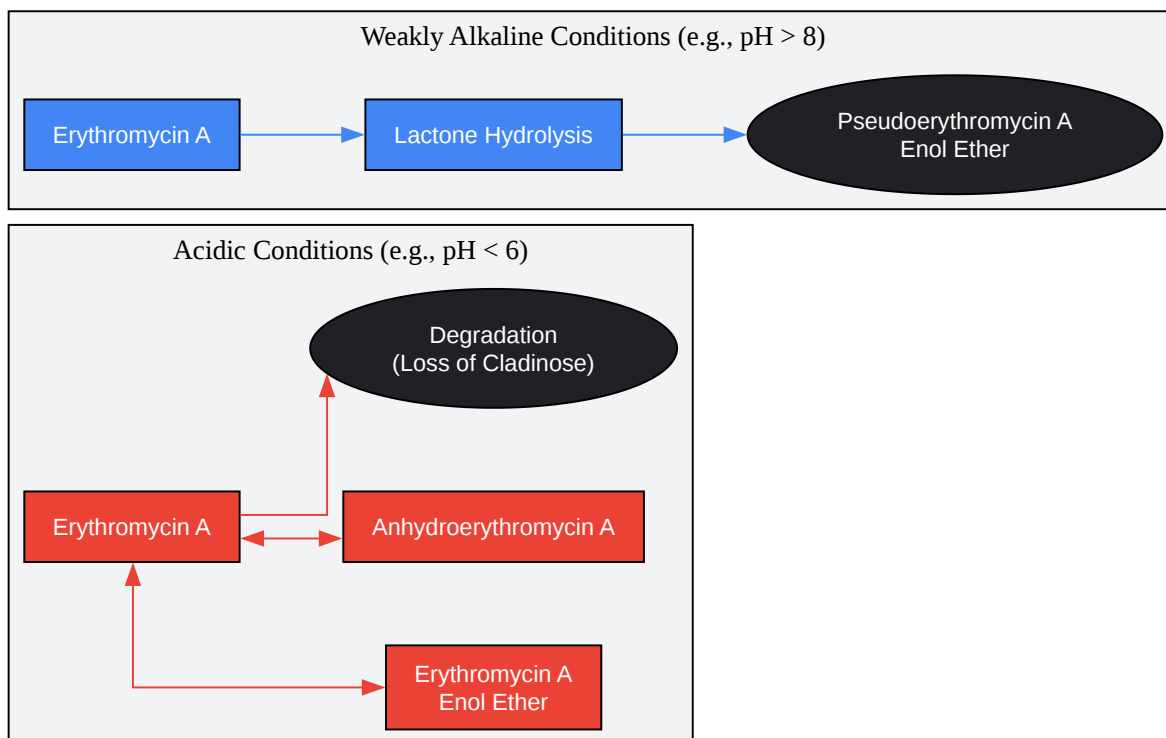 Weakly Alkaline Conditions (e.g., pH > 8)
Erythromycin A
Lactone Hydrolysis
Pseudoerythromycin A
Enol Ether
Acidic Conditions (e.g., pH < 6)
Degradation
(Loss of Cladinose)
Erythromycin A
Anhydroerythromycin A
Erythromycin A
Enol Ether